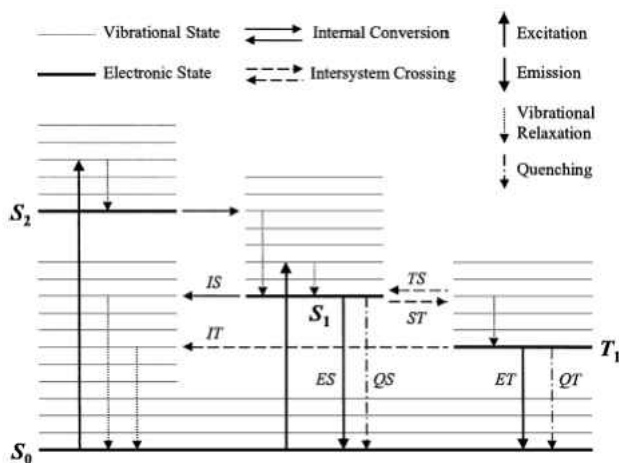 Vibrational State
Internal Conversion
Excitation
Electronic State
Intersystem Crossing
Emission
Vibrational
Relaxation
Quenching
S2
IS
TS
S1
ST
IT
T1
ES
QS
ET
QT
S0